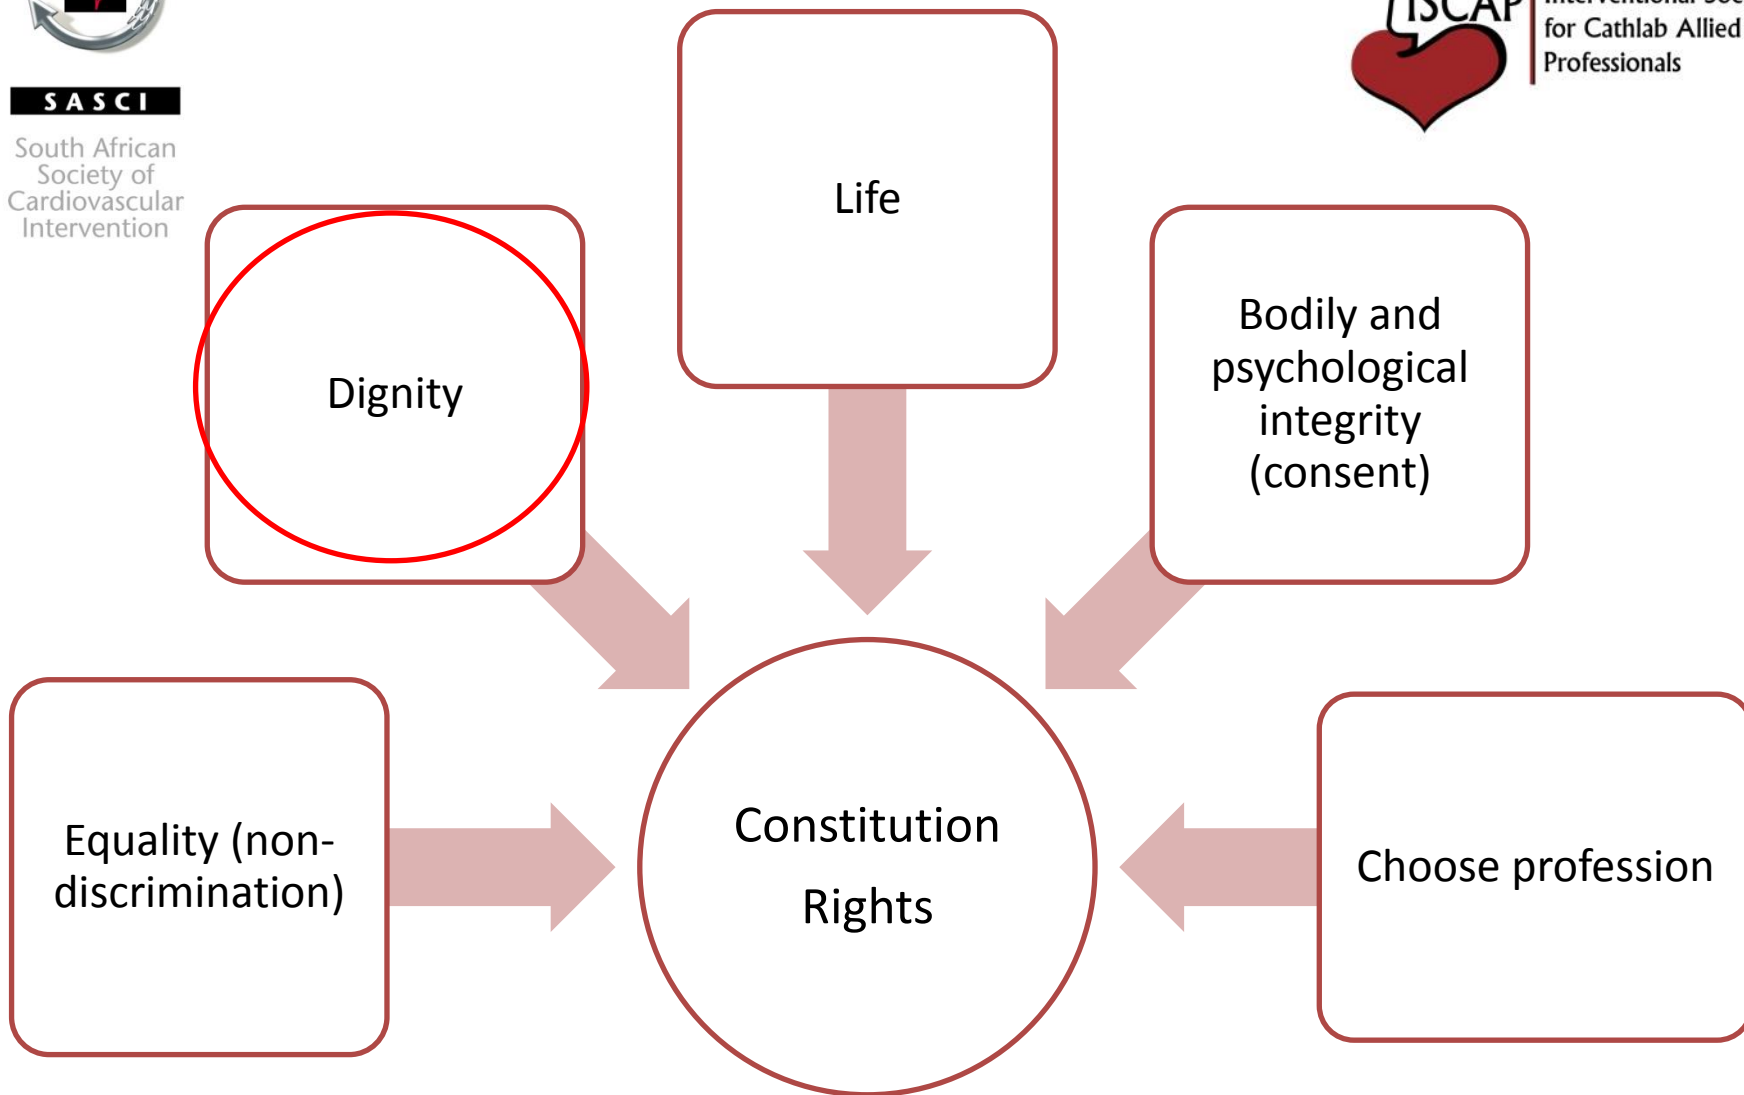 SASCI
South African
Society of
Cardiovascular
Intervention
ISCAP
for Cathlab Allied
Professionals
Life
Dignity
Bodily and
psychological
integrity
(consent)
Equality (non-
discrimination)
Constitution
Rights
Choose profession